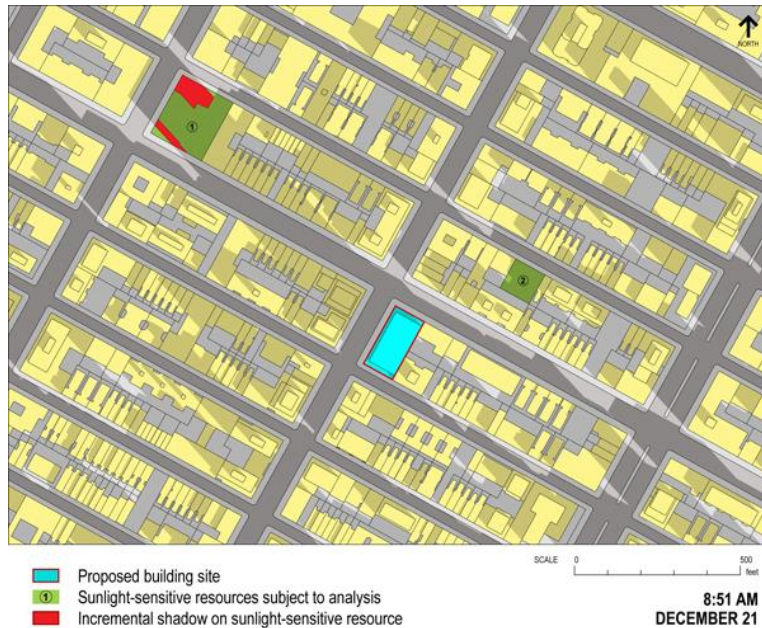 NORTH
①
②
Proposed building site
① Sunlight-sensitive resources subject to analysis
Incremental shadow on sunlight-sensitive resource
SCALE 0 500
feet
8:51 AM
DECEMBER 21